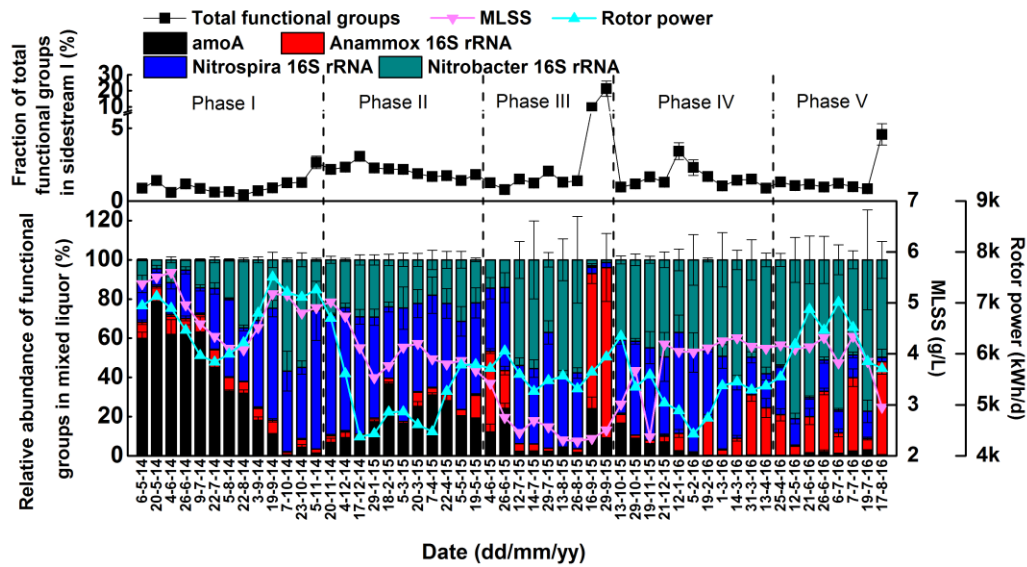 Total functional groups
MLSS
Rotor power
amoA
Anammox 16S rRNA
Nitrospira 16S rRNA
Nitrobacter 16S rRNA
Fraction of total
functional groups
in sidestream I (%)
30
20
10
5
0
Phase I
Phase II
Phase III
Phase IV
Phase V
Relative abundance of functional
groups in mixed liquor (%)
120
100
80
60
40
20
0
7
6
5
4
3
2
MLSS
(g/L)
9k
8k
7k
6k
5k
4k
Rotor power (kWh/d)
6-5-14
20-5-14
4-6-14
26-6-14
9-7-14
22-7-14
5-8-14
22-8-14
3-9-14
19-9-14
7-10-14
23-10-14
5-11-14
20-11-14
4-12-14
17-12-14
29-1-15
18-2-15
5-3-15
20-3-15
7-4-15
22-4-15
5-5-15
19-5-15
4-6-15
26-6-15
12-7-15
14-7-15
29-7-15
13-8-15
26-8-15
16-9-15
29-9-15
13-10-15
29-9-15
19-11-15
21-12-15
12-1-16
5-2-16
19-2-16
1-3-16
14-3-16
31-3-16
13-4-16
25-4-16
12-5-16
21-6-16
26-6-16
6-7-16
7-7-16
19-7-16
17-8-16
Date (dd/mm/yy)